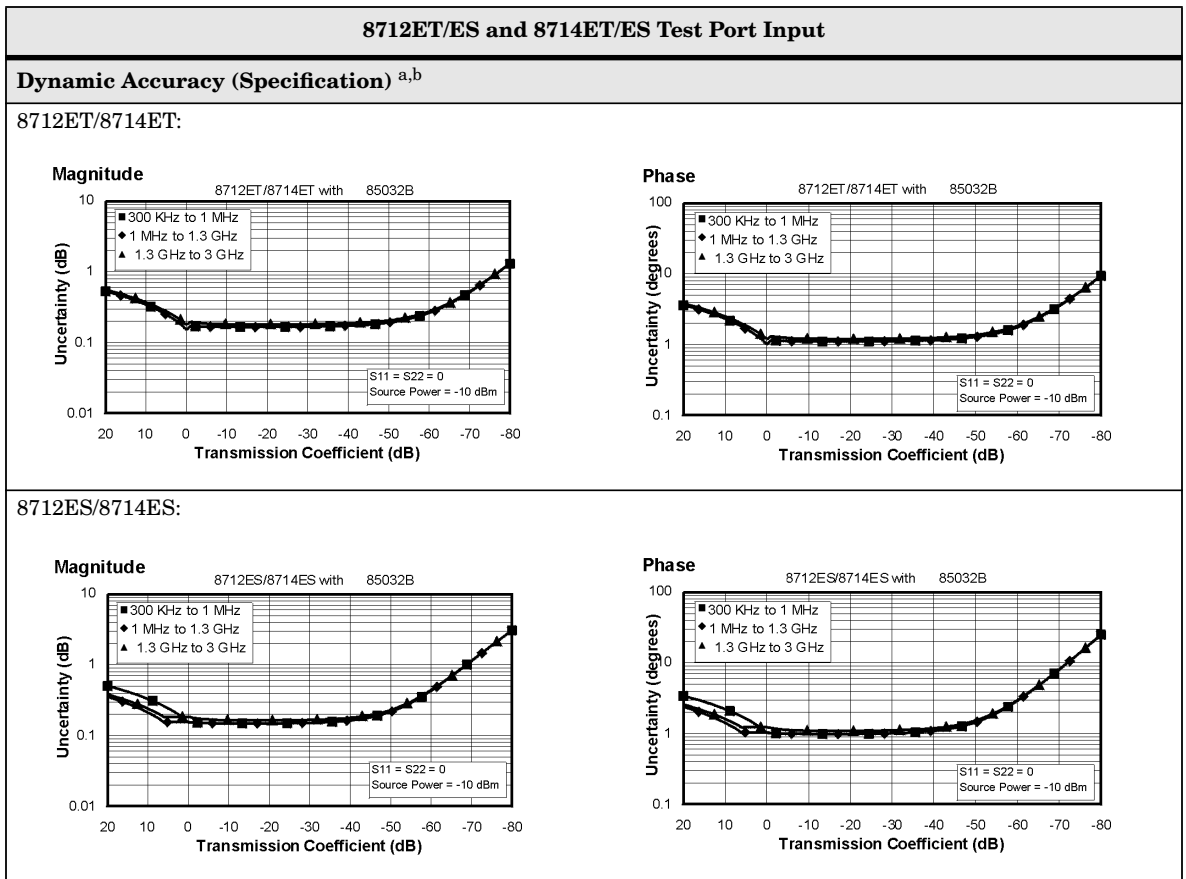 8712ET/ES and 8714ET/ES Test Port Input
Dynamic Accuracy (Specification) a,b
8712ET/8714ET:
Magnitude
8712ET/8714ET with 85032B
Uncertainty (dB)
10
1
0.1
0.01
300 KHz to 1 MHz
1 MHz to 1.3 GHz
1.3 GHz to 3 GHz
S11 = S22 = 0
Source Power = -10 dBm
20 10 0 -10 -20 -30 -40 -50 -60 -70 -80
Transmission Coefficient (dB)
Phase
8712ET/8714ET with 85032B
Uncertainty (degrees)
100
10
1
0.1
300 KHz to 1 MHz
1 MHz to 1.3 GHz
1.3 GHz to 3 GHz
S11 = S22 = 0
Source Power = -10 dBm
20 10 0 -10 -20 -30 -40 -50 -60 -70 -80
Transmission Coefficient (dB)
8712ES/8714ES:
Magnitude
8712ES/8714ES with 85032B
Uncertainty (dB)
10
1
0.1
0.01
300 KHz to 1 MHz
1 MHz to 1.3 GHz
1.3 GHz to 3 GHz
S11 = S22 = 0
Source Power = -10 dBm
20 10 0 -10 -20 -30 -40 -50 -60 -70 -80
Transmission Coefficient (dB)
Phase
8712ES/8714ES with 85032B
Uncertainty (degrees)
100
10
1
0.1
300 KHz to 1 MHz
1 MHz to 1.3 GHz
1.3 GHz to 3 GHz
S11 = S22 = 0
Source Power = -10 dBm
20 10 0 -10 -20 -30 -40 -50 -60 -70 -80
Transmission Coefficient (dB)